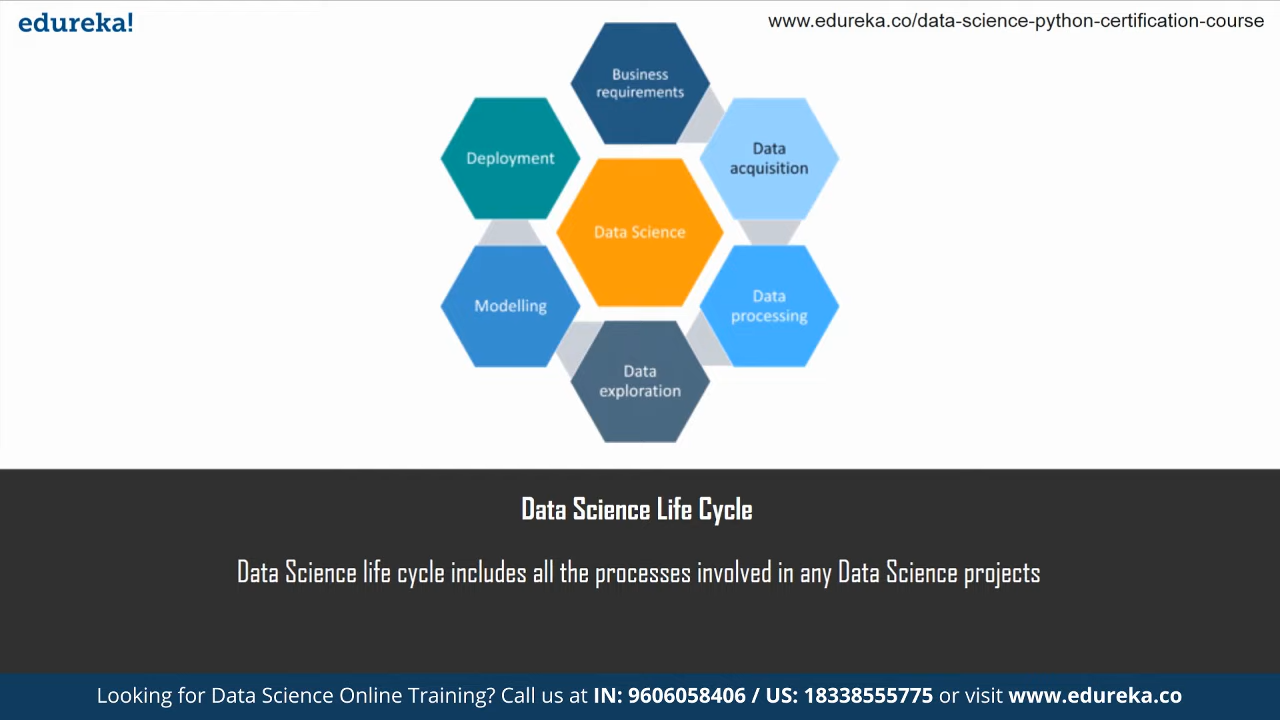 edureka!
www.edureka.co/data-science-python-certification-course
Business
requirements
Data
acquisition
Deployment
Data Science
Data
processing
Modelling
Data
exploration
Data Science Life Cycle
Data Science life cycle includes all the processes involved in any Data Science projects
Looking for Data Science Online Training? Call us at IN: 9606058406 / US: 18338555775 or visit www.edureka.co